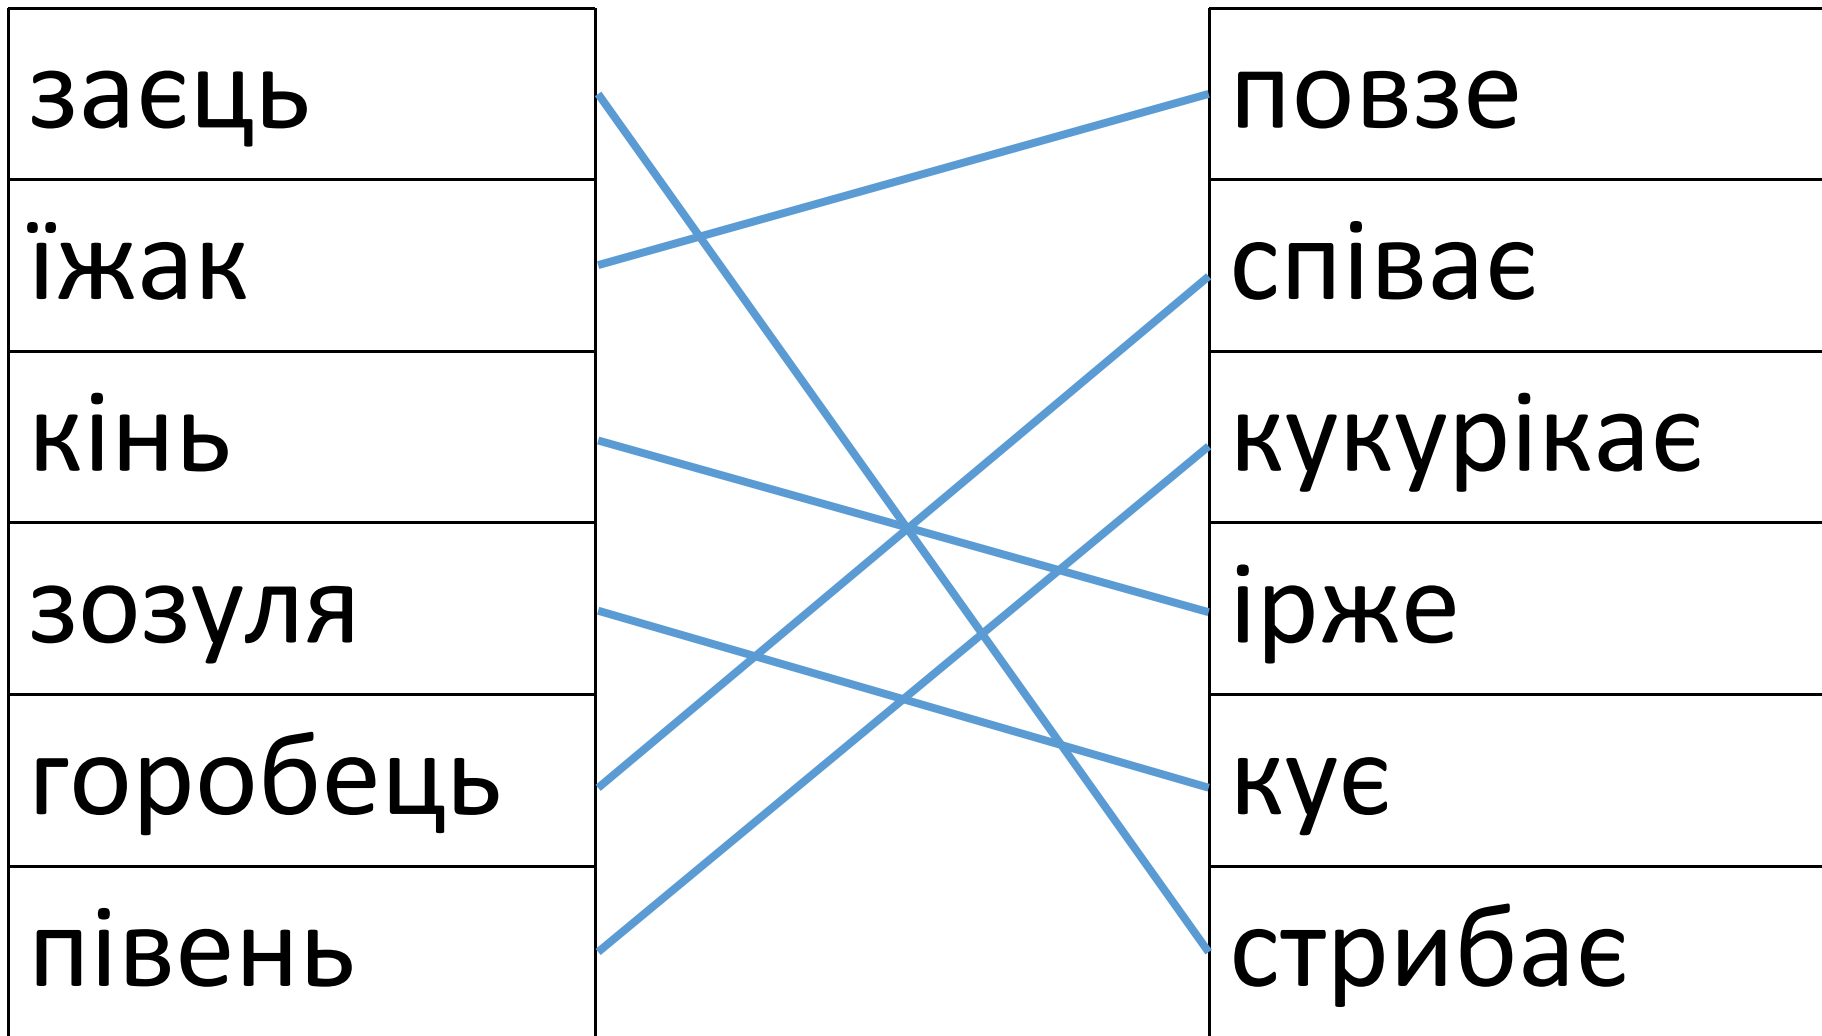 заєць
їжак
кінь
зозуля
горобець
півень
повзе
співає
кукурікає
ірже
кує
стрибає